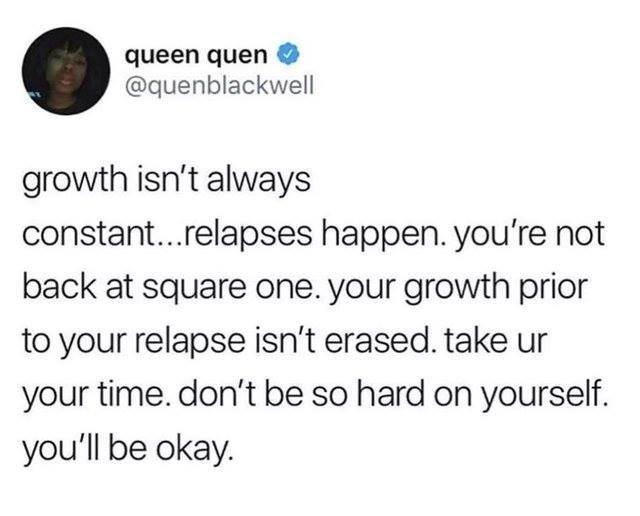 queen quen
@quenblackwell
growth isn't always
constant...relapses happen. you're not
back at square one. your growth prior
to your relapse isn't erased. take ur
your time. don't be so hard on yourself.
you'll be okay.